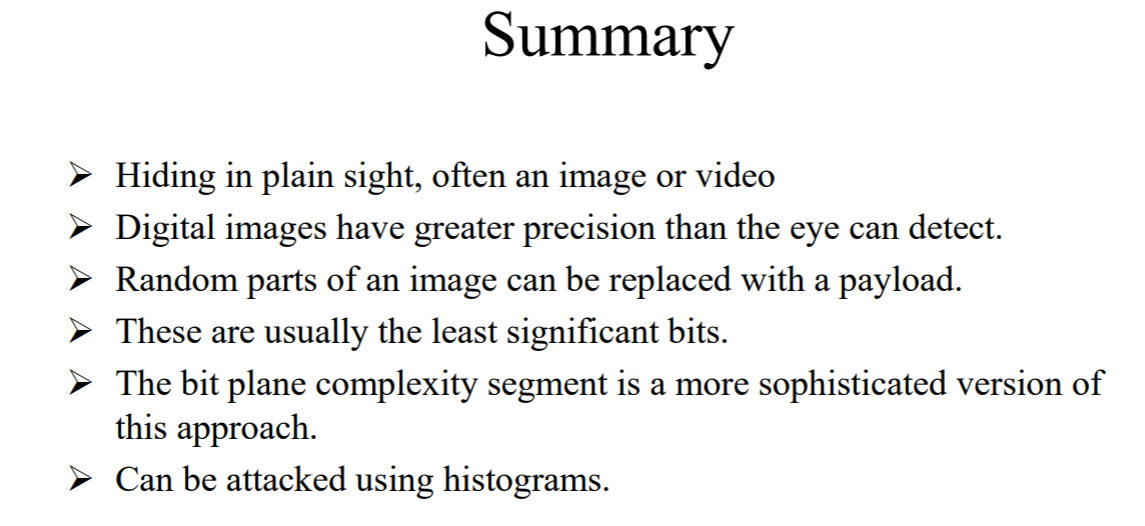 Summary
➢ Hiding in plain sight, often an image or video
➢ Digital images have greater precision than the eye can detect.
➢ Random parts of an image can be replaced with a payload.
➢ These are usually the least significant bits.
➢ The bit plane complexity segment is a more sophisticated version of
this approach.
➢ Can be attacked using histograms.